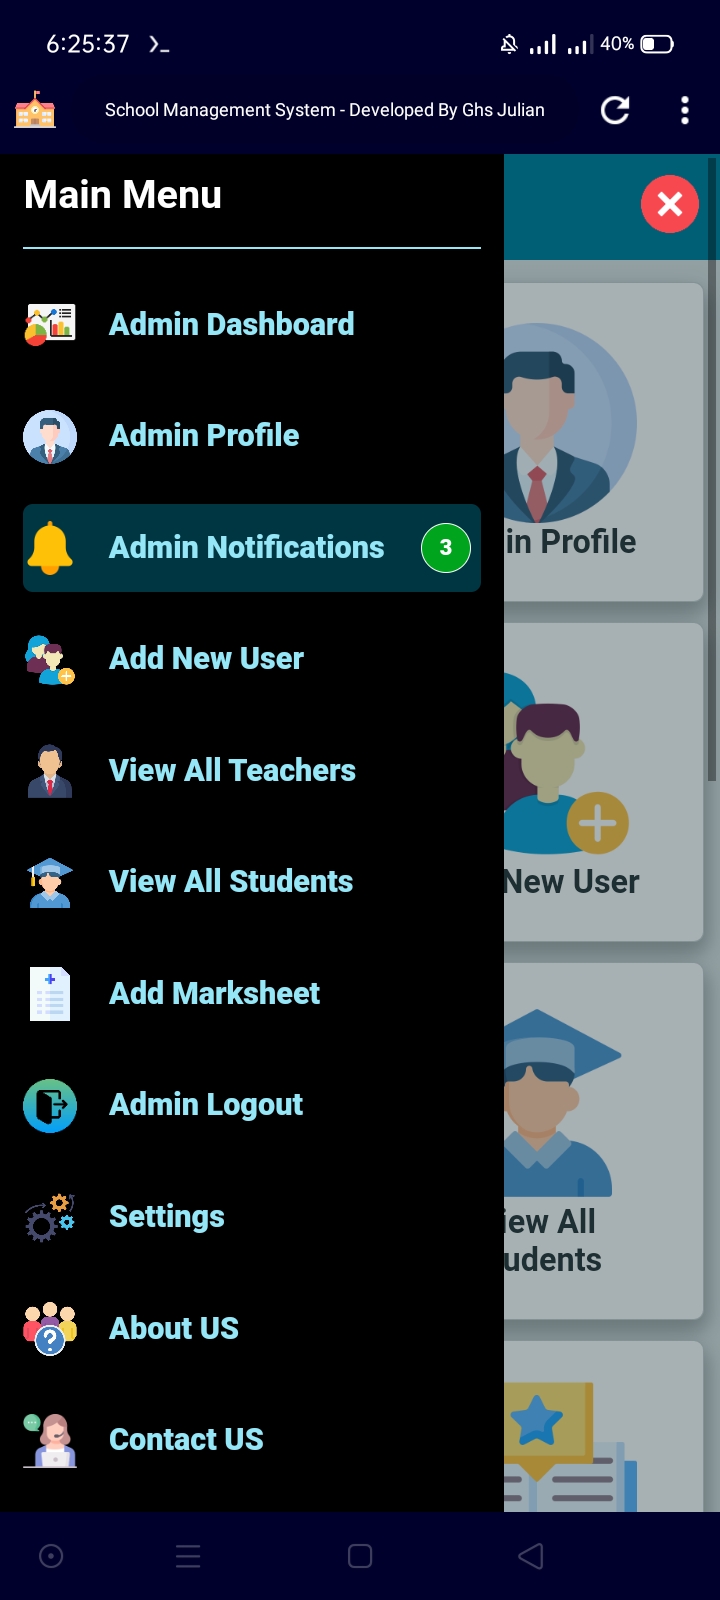 6:25:37
40%
School Management System - Developed By Ghs Julian
Main Menu
Admin Dashboard
Admin Profile
Admin Notifications 3
Add New User
View All Teachers
View All Students
Add Marksheet
Admin Logout
Settings
About US
Contact US
in Profile
New User
iew All
udents